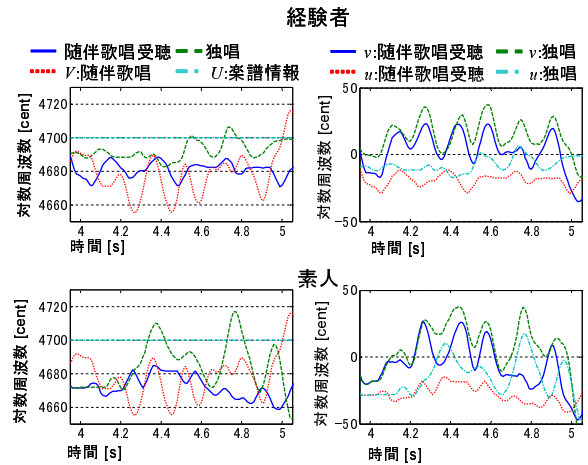 経験者
随伴歌唱受聴 独唱
V:随伴歌唱 U:楽譜情報
v:随伴歌唱受聴 v:独唱
u:随伴歌唱受聴 u:独唱
対数周波数 [cent]
4720
4700
4680
4660
4 4.2 4.4 4.6 4.8 5
時間 [s]
対数周波数 [cent]
50
0
−50
4 4.2 4.4 4.6 4.8 5
時間 [s]
素人
対数周波数 [cent]
4720
4700
4680
4660
4 4.2 4.4 4.6 4.8 5
時間 [s]
対数周波数 [cent]
50
0
−50
4 4.2 4.4 4.6 4.8 5
時間 [s]